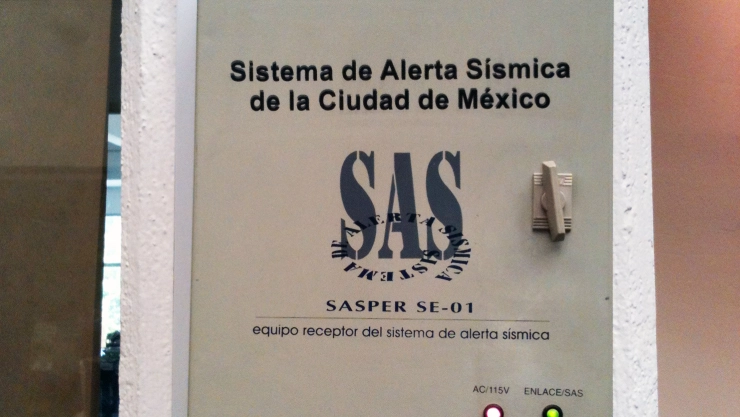 Sistema de Alerta Sísmica
de la Ciudad de México
SAS
SISTEMA DE ALERTA SISMICA
SASPER SE-01
equipo receptor del sistema de alerta sísmica
AC/115V ENLACE/SAS